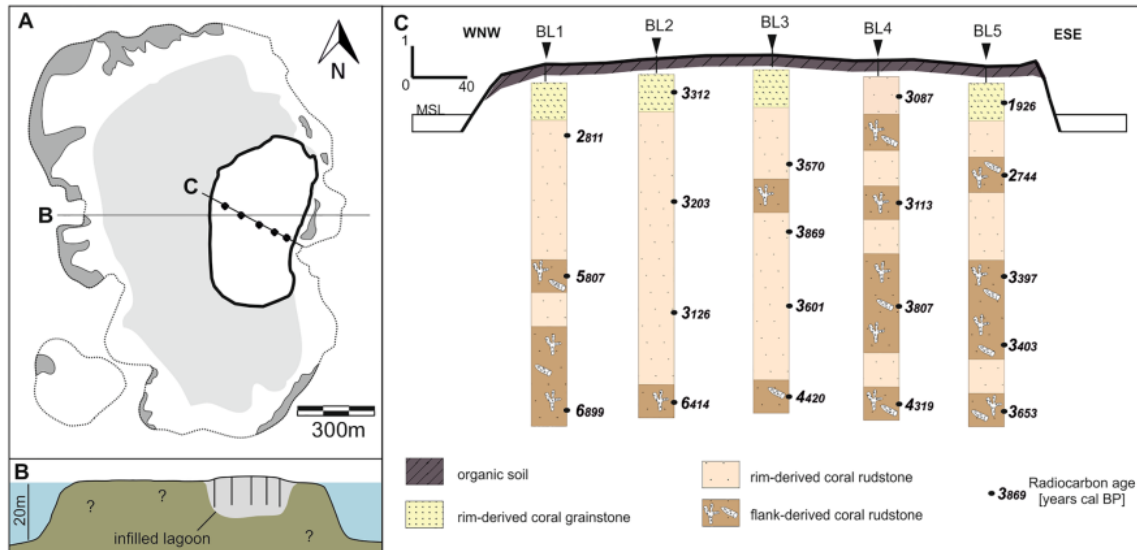 A
N
C
B
300m
B
20m
?
?
?
infilled lagoon
C
WNW
BL1
BL2
BL3
BL4
BL5
ESE
1
0
40
MSL
2811
5807
6899
3312
3203
3126
6414
3570
3869
3601
4420
3087
3113
3807
4319
1926
2744
3397
3403
3653
organic soil
rim-derived coral grainstone
rim-derived coral rudstone
flank-derived coral rudstone
3869
Radiocarbon age
[years cal BP]